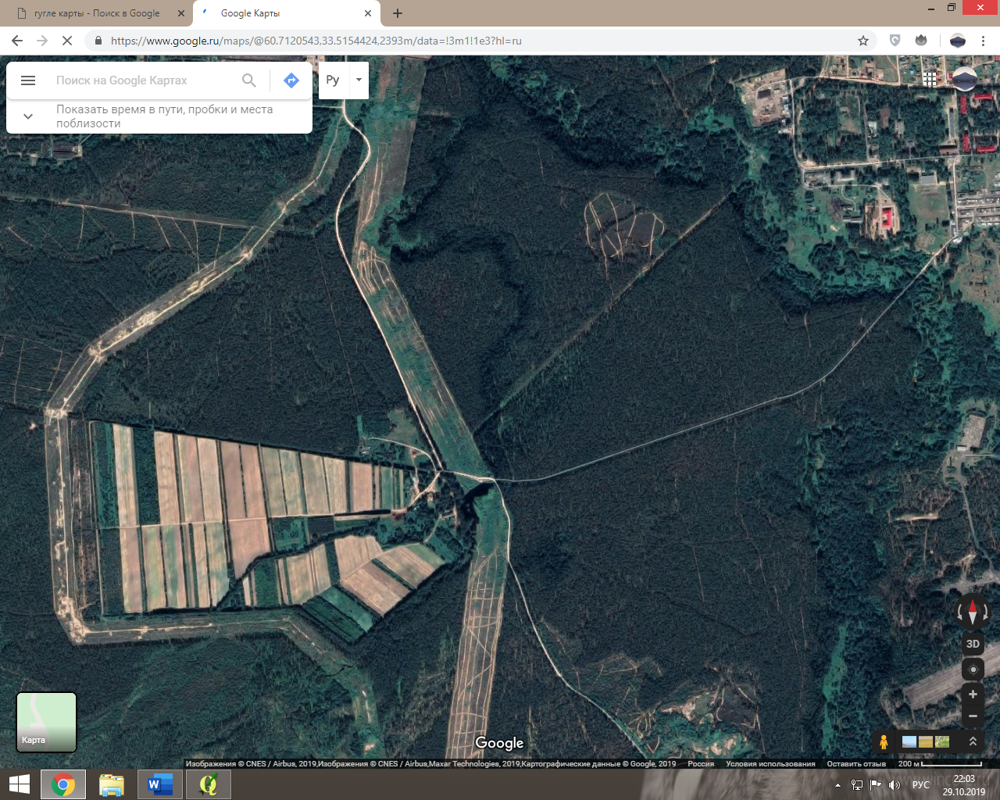 гугле карты - Поиск в Google
Google Карты
https://www.google.ru/maps/@60.7120543,33.5154424,2393m/data=!3m1!1e3?hl=ru
Поиск на Google Картах
Ру
Показать время в пути, пробки и места
поблизости
3D
Карта
Google
Изображения © CNES / Airbus, 2019,Изображения © CNES / Airbus,Maxar Technologies, 2019,Картографические данные © Google, 2019
Россия
Условия использования
Оставить отзыв
200 м
РУС
22:03
29.10.2019